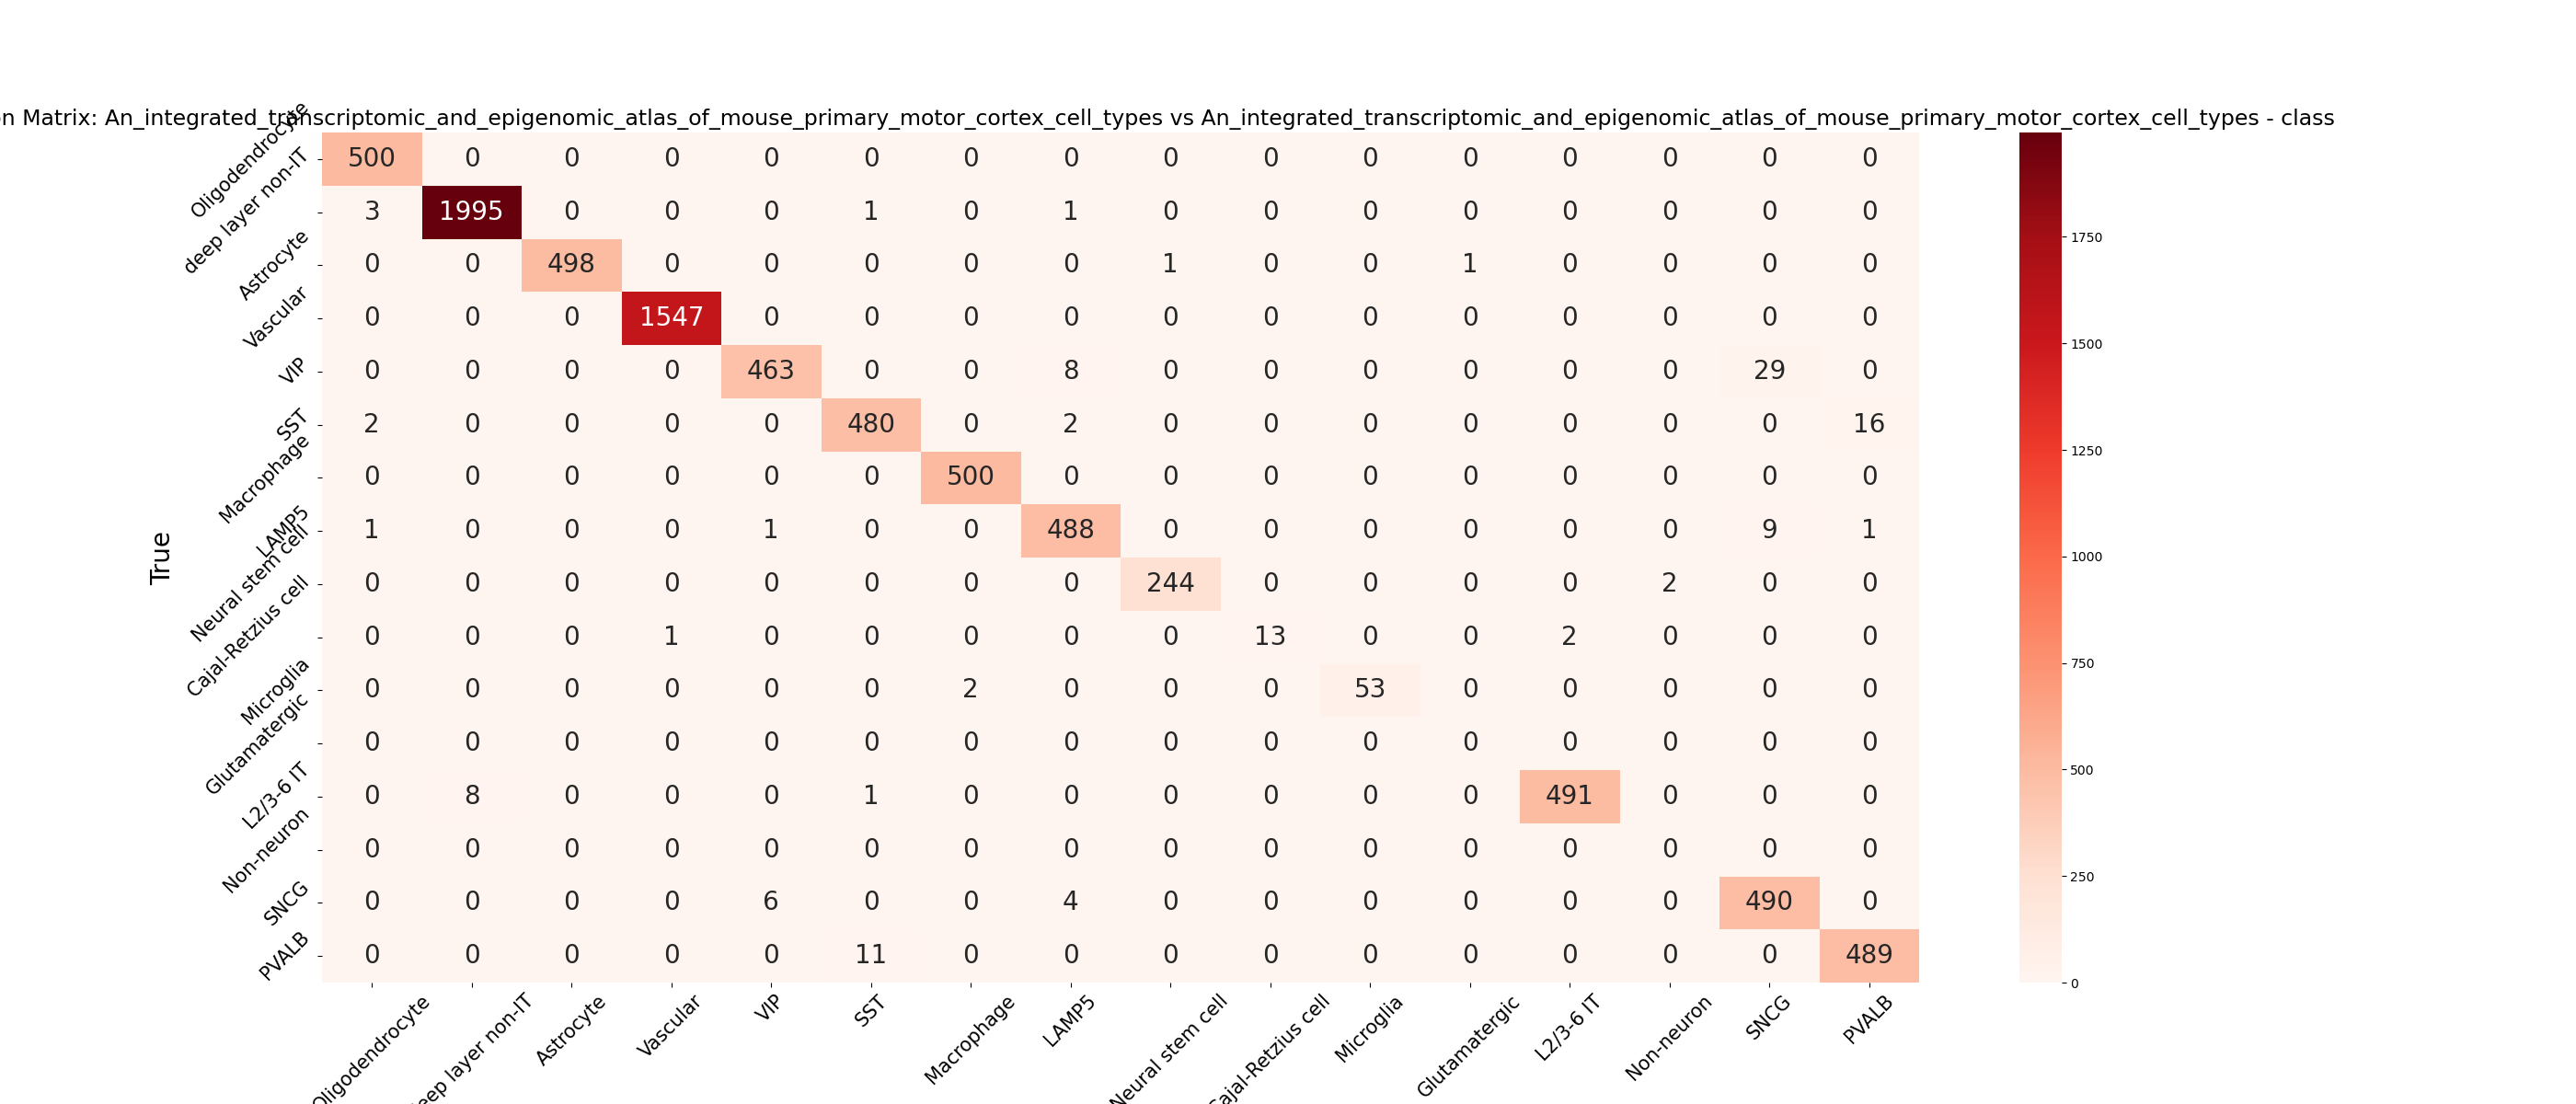 n Matrix: An_integrated_transcriptomic_and_epigenomic_atlas_of_mouse_primary_motor_cortex_cell_types vs An_integrated_transcriptomic_and_epigenomic_atlas_of_mouse_primary_motor_cortex_cell_types - class
True
Oligodendrocyte 500 0 0 0 0 0 0 0 0 0 0 0 0 0 0 0
deep layer non-IT 3 1995 0 0 0 1 0 1 0 0 0 0 0 0 0 0
Astrocyte 0 0 498 0 0 0 0 0 1 0 0 1 0 0 0 0
Vascular 0 0 0 1547 0 0 0 0 0 0 0 0 0 0 0 0
VIP 0 0 0 0 463 0 0 8 0 0 0 0 0 0 29 0
SST 2 0 0 0 0 480 0 2 0 0 0 0 0 0 0 16
Macrophage 0 0 0 0 0 0 500 0 0 0 0 0 0 0 0 0
LAMP5 1 0 0 0 1 0 0 488 0 0 0 0 0 0 9 1
Neural stem cell 0 0 0 0 0 0 0 0 244 0 0 0 0 2 0 0
Cajal-Retzius cell 0 0 0 1 0 0 0 0 0 13 0 0 2 0 0 0
Microglia 0 0 0 0 0 0 2 0 0 0 53 0 0 0 0 0
Glutamatergic 0 0 0 0 0 0 0 0 0 0 0 0 0 0 0 0
L2/3-6 IT 0 8 0 0 0 1 0 0 0 0 0 0 491 0 0 0
Non-neuron 0 0 0 0 0 0 0 0 0 0 0 0 0 0 0 0
SNCG 0 0 0 0 6 0 0 4 0 0 0 0 0 0 490 0
PVALB 0 0 0 0 0 11 0 0 0 0 0 0 0 0 0 489
Oligodendrocyte
eep layer non-IT
Astrocyte
Vascular
VIP
SST
Macrophage
LAMP5
Neural stem cell
Cajal-Retzius cell
Microglia
Glutamatergic
L2/3-6 IT
Non-neuron
SNCG
PVALB
1750
1500
1250
1000
750
500
250
0